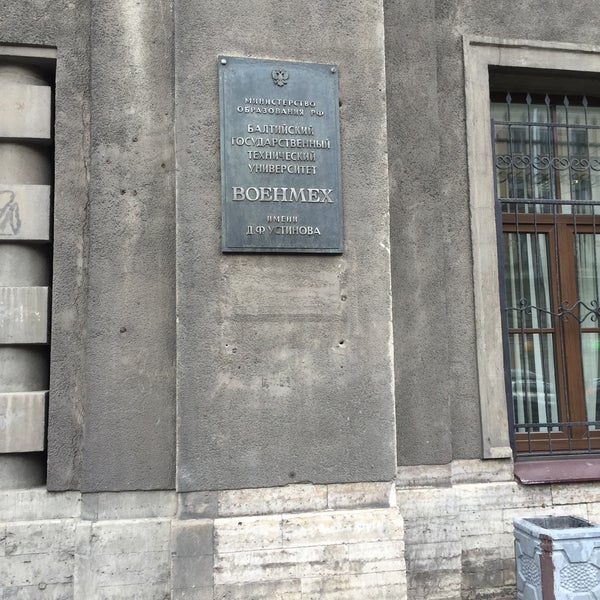 МИНИСТЕРСТВО
ОБРАЗОВАНИЯ РФ
БАЛТИЙСКИЙ
ГОСУДАРСТВЕННЫЙ
ТЕХНИЧЕСКИЙ
УНИВЕРСИТЕТ
ВОЕНМЕХ
ИМЕНИ
Д.Ф.УСТИНОВА